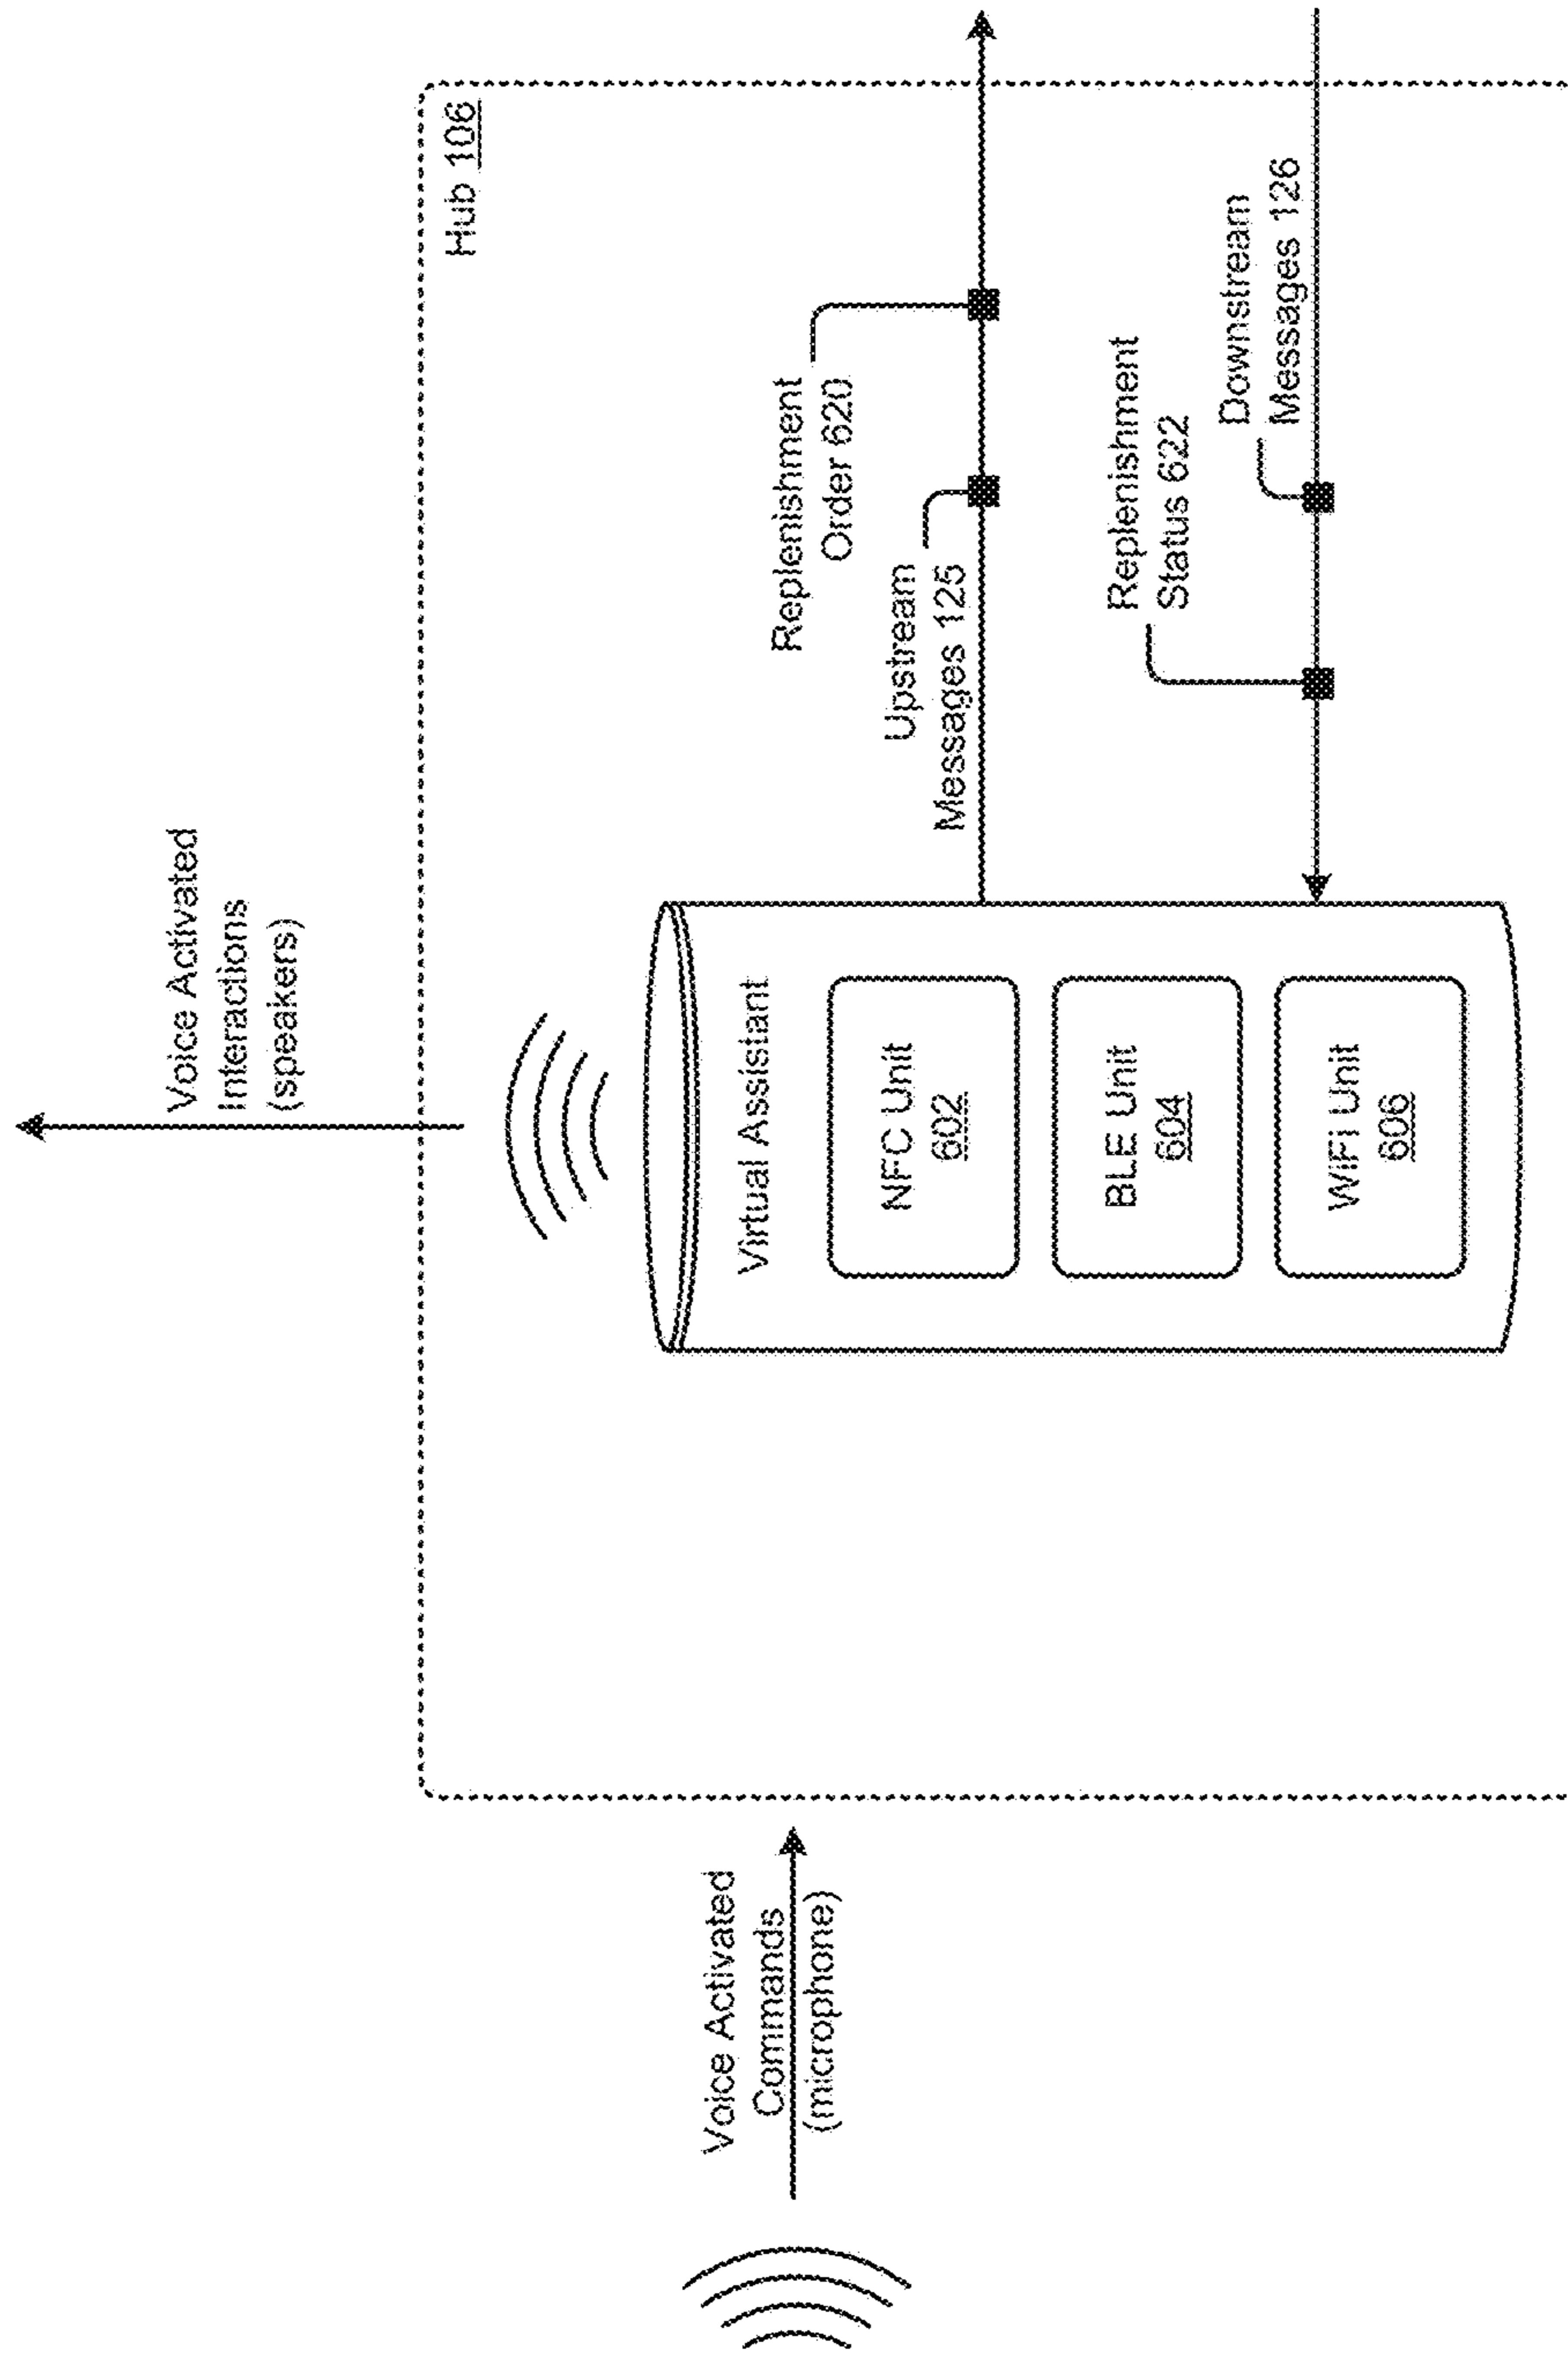 Voice Activated
Interactions
(speakers)
Hub 106
Voice Activated
Commands
(microphone)
Virtual Assistant
NFC Unit
602
BLE Unit
604
WiFi Unit
606
Replenishment
Order 620
Upstream
Messages 125
Replenishment
Status 622
Downstream
Messages 126